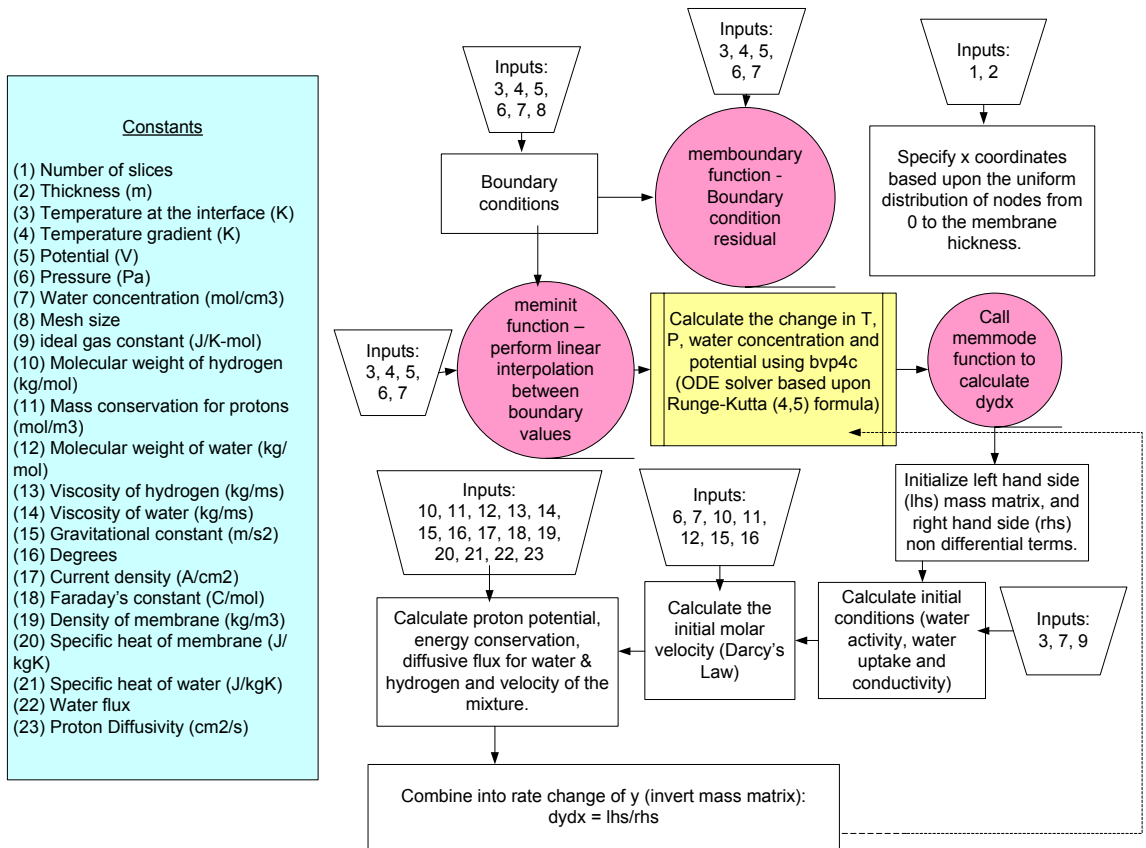 Constants
(1) Number of slices
(2) Thickness (m)
(3) Temperature at the interface (K)
(4) Temperature gradient (K)
(5) Potential (V)
(6) Pressure (Pa)
(7) Water concentration (mol/cm3)
(8) Mesh size
(9) ideal gas constant (J/K-mol)
(10) Molecular weight of hydrogen
(kg/mol)
(11) Mass conservation for protons
(mol/m3)
(12) Molecular weight of water (kg/
mol)
(13) Viscosity of hydrogen (kg/ms)
(14) Viscosity of water (kg/ms)
(15) Gravitational constant (m/s2)
(16) Degrees
(17) Current density (A/cm2)
(18) Faraday's constant (C/mol)
(19) Density of membrane (kg/m3)
(20) Specific heat of membrane (J/
kgK)
(21) Specific heat of water (J/kgK)
(22) Water flux
(23) Proton Diffusivity (cm2/s)
Inputs:
3, 4, 5,
6, 7, 8
Inputs:
3, 4, 5,
6, 7
Inputs:
1, 2
Boundary
conditions
memboundary
function -
Boundary
condition
residual
Specify x coordinates
based upon the uniform
distribution of nodes from
0 to the membrane
hickness.
Inputs:
3, 4, 5,
6, 7
meminit
function –
perform linear
interpolation
between
boundary
values
Calculate the change in T,
P, water concentration and
potential using bvp4c
(ODE solver based upon
Runge-Kutta (4,5) formula)
Call
memmode
function to
calculate
dydx
Inputs:
10, 11, 12, 13, 14,
15, 16, 17, 18, 19,
20, 21, 22, 23
Inputs:
6, 7, 10, 11,
12, 15, 16
Initialize left hand side
(lhs) mass matrix, and
right hand side (rhs)
non differential terms.
Calculate proton potential,
energy conservation,
diffusive flux for water &
hydrogen and velocity of the
mixture.
Calculate the
initial molar
velocity (Darcy's
Law)
Calculate initial
conditions (water
activity, water
uptake and
conductivity)
Inputs:
3, 7, 9
Combine into rate change of y (invert mass matrix):
dydx = lhs/rhs